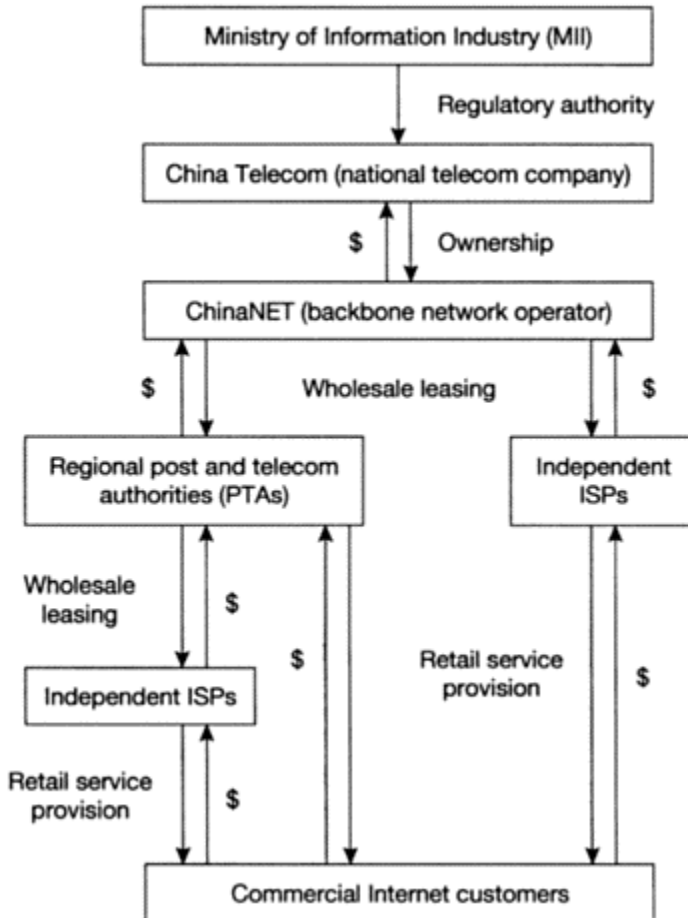 Ministry of Information Industry (MII)
Regulatory authority
China Telecom (national telecom company)
$
Ownership
ChinaNET (backbone network operator)
$
Wholesale leasing
$
Regional post and telecom
authorities (PTAs)
Independent
ISPs
Wholesale
leasing
$
$
Retail service
provision
$
Independent ISPs
Retail service
provision
$
Commercial Internet customers